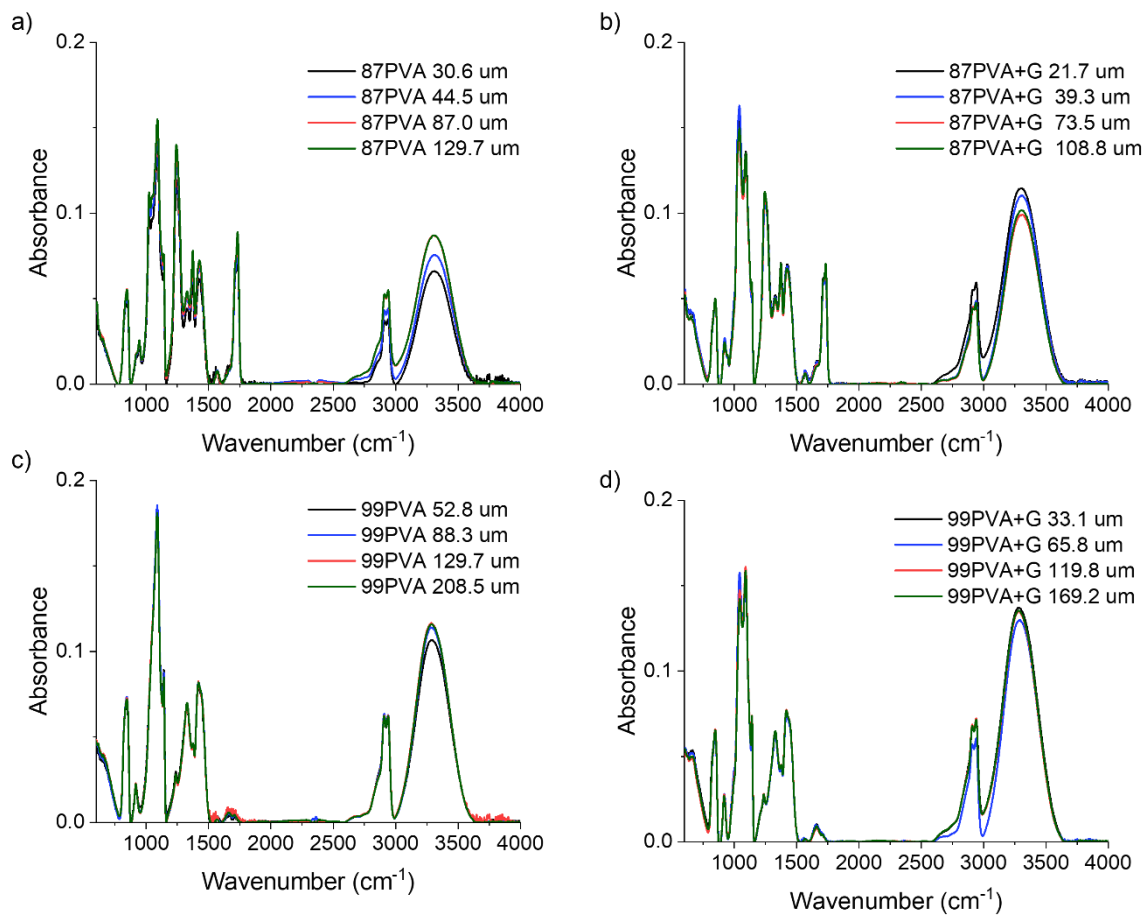 a)
0.2
87PVA 30.6 um
87PVA 44.5 um
87PVA 87.0 um
87PVA 129.7 um
0.1
Absorbance
0.0
1000 1500 2000 2500 3000 3500 4000
Wavenumber (cm-1)
b)
0.2
87PVA+G 21.7 um
87PVA+G 39.3 um
87PVA+G 73.5 um
87PVA+G 108.8 um
0.1
Absorbance
0.0
1000 1500 2000 2500 3000 3500 4000
Wavenumber (cm-1)
c)
0.2
99PVA 52.8 um
99PVA 88.3 um
99PVA 129.7 um
99PVA 208.5 um
0.1
Absorbance
0.0
1000 1500 2000 2500 3000 3500 4000
Wavenumber (cm-1)
d)
0.2
99PVA+G 33.1 um
99PVA+G 65.8 um
99PVA+G 119.8 um
99PVA+G 169.2 um
0.1
Absorbance
0.0
1000 1500 2000 2500 3000 3500 4000
Wavenumber (cm-1)